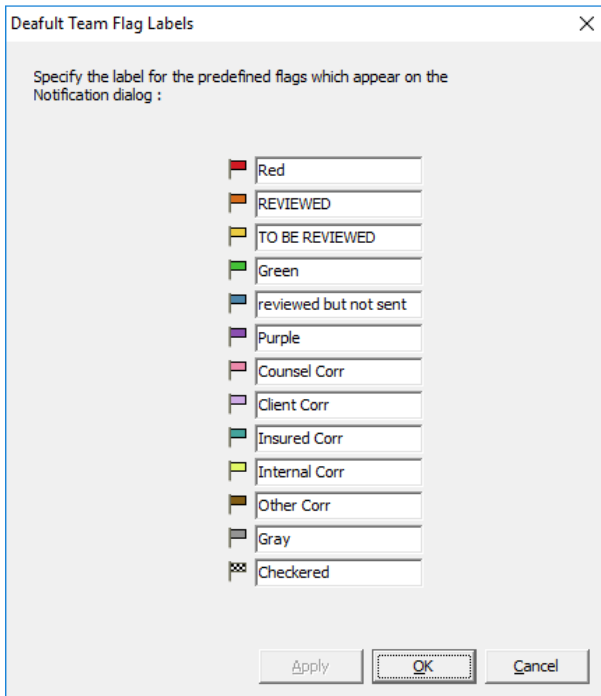 Deafult Team Flag Labels
Specify the label for the predefined flags which appear on the
Notification dialog :
Red
REVIEWED
TO BE REVIEWED
Green
reviewed but not sent
Purple
Counsel Corr
Client Corr
Insured Corr
Internal Corr
Other Corr
Gray
Checkered
Apply OK Cancel